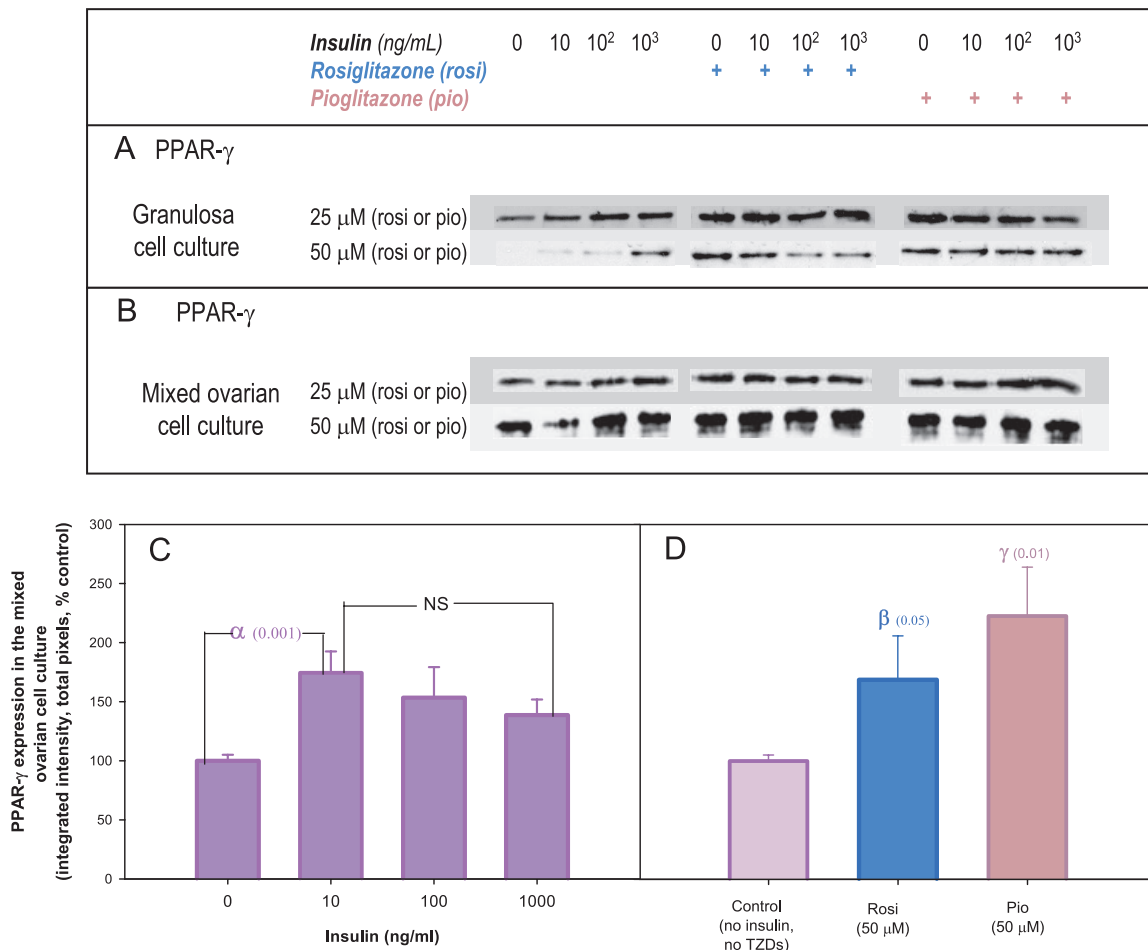 Insulin (ng/mL) 0 10 10² 10³ 0 10 10² 10³ 0 10 10² 10³
Rosiglitazone (rosi) + + + +
Pioglitazone (pio) + + + +
A PPAR-γ
Granulosa
cell culture
25 μM (rosi or pio)
50 μM (rosi or pio)
B PPAR-γ
Mixed ovarian
cell culture
25 μM (rosi or pio)
50 μM (rosi or pio)
PPAR-γ expression in the mixed
ovarian cell culture
(integrated intensity, total pixels, % control)
300
250
200
150
100
50
0
C
α (0.001)
NS
0 10 100 1000
Insulin (ng/ml)
D
β (0.05)
γ (0.01)
Control
(no insulin,
no TZDs)
Rosi
(50 μM)
Pio
(50 μM)